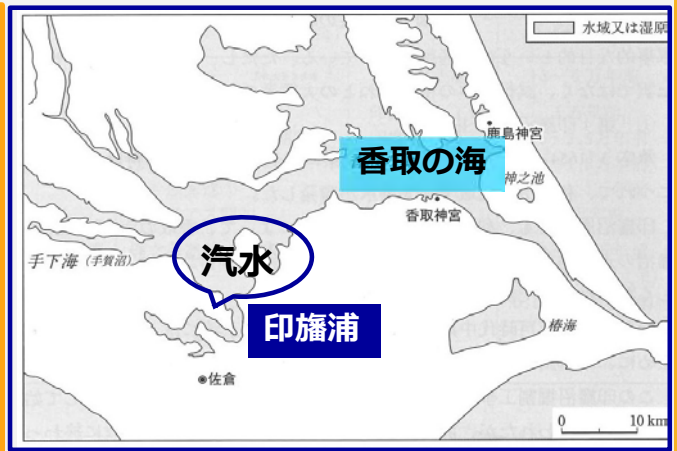 水域又は湿原
鹿島神宮
香取の海
神之池
香取神宮
汽水
手下海（手賀沼）
印旛浦
椿海
佐倉
0 10 km